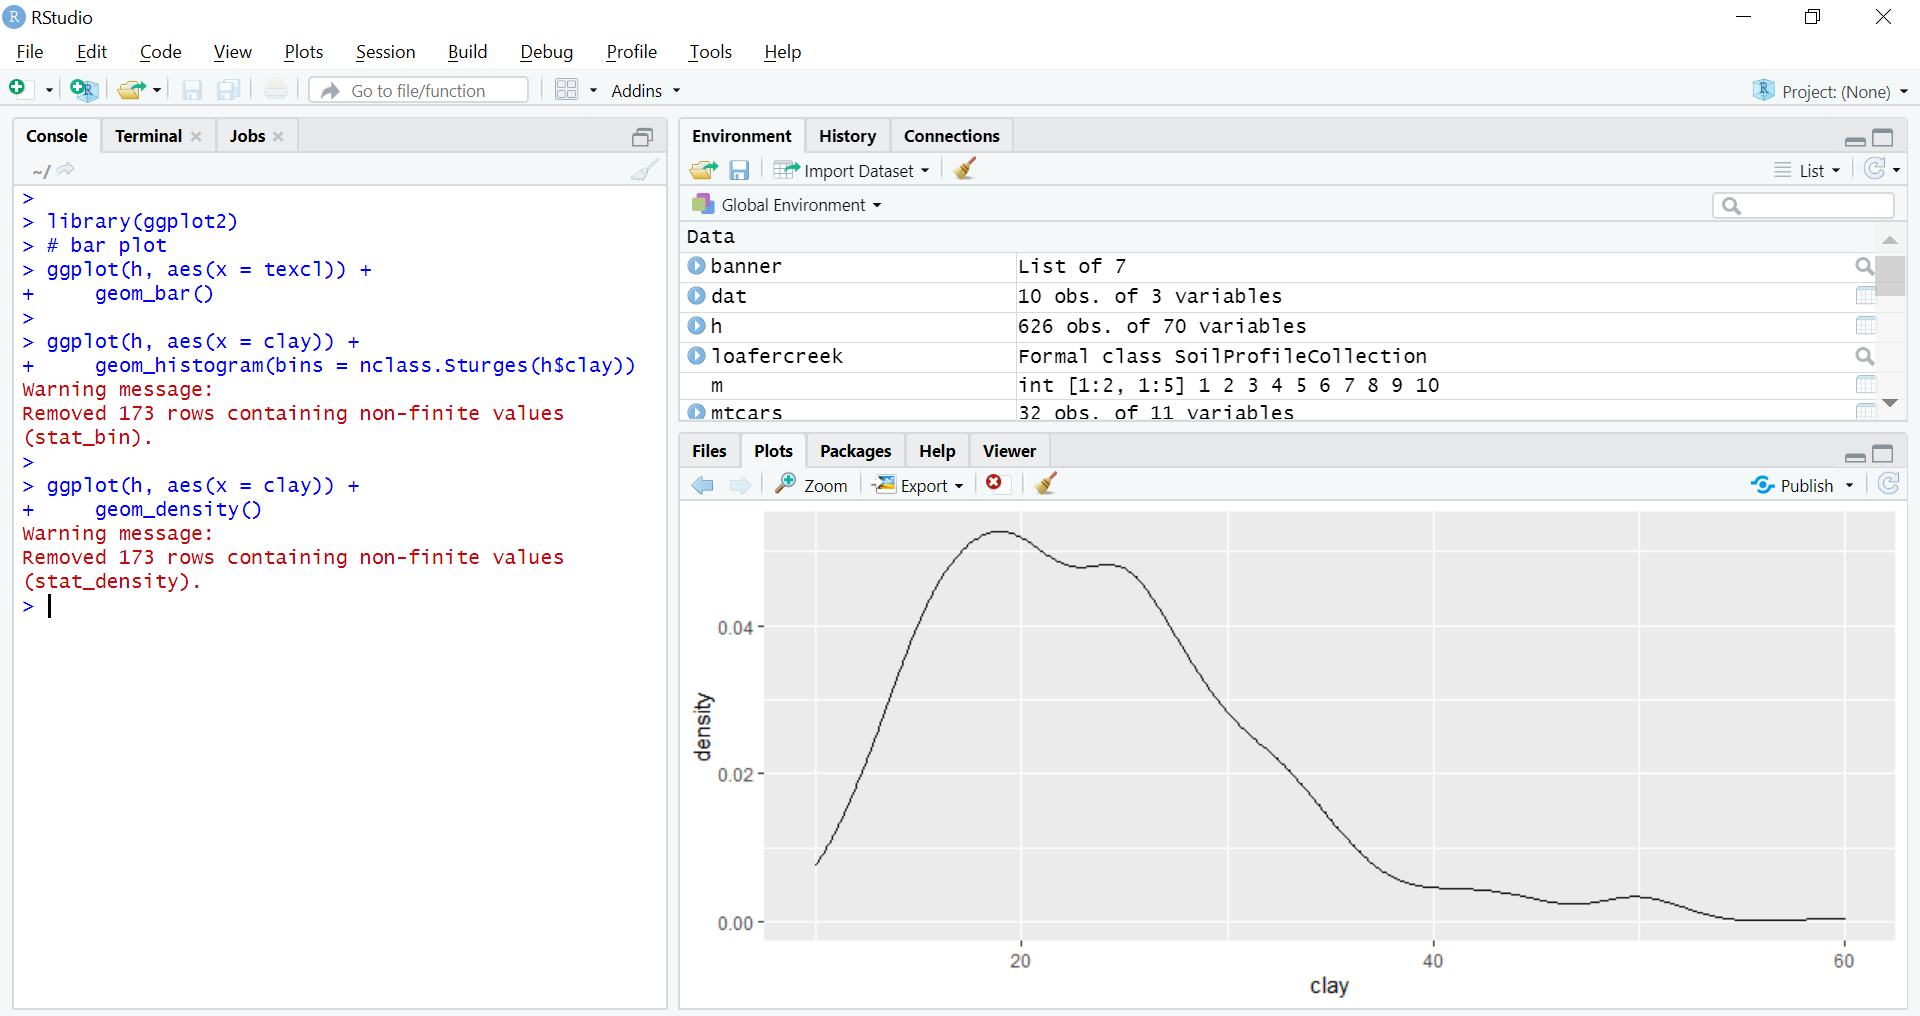 RStudio
File Edit Code View Plots Session Build Debug Profile Tools Help
Go to file/function Addins Project: (None)
Console Terminal Jobs
~/
>
> library(ggplot2)
> # bar plot
> ggplot(h, aes(x = texcl)) +
+     geom_bar()
>
> ggplot(h, aes(x = clay)) +
+     geom_histogram(bins = nclass.Sturges(h$clay))
Warning message:
Removed 173 rows containing non-finite values
(stat_bin).
>
> ggplot(h, aes(x = clay)) +
+     geom_density()
Warning message:
Removed 173 rows containing non-finite values
(stat_density).
>
Environment History Connections
Import Dataset List
Global Environment
Data
banner List of 7
dat 10 obs. of 3 variables
h 626 obs. of 70 variables
loafercreek Formal class SoilProfileCollection
m int [1:2, 1:5] 1 2 3 4 5 6 7 8 9 10
mtcars 32 obs. of 11 variables
Files Plots Packages Help Viewer
Zoom Export Publish
0.04
density
0.02
0.00
20 40 60
clay